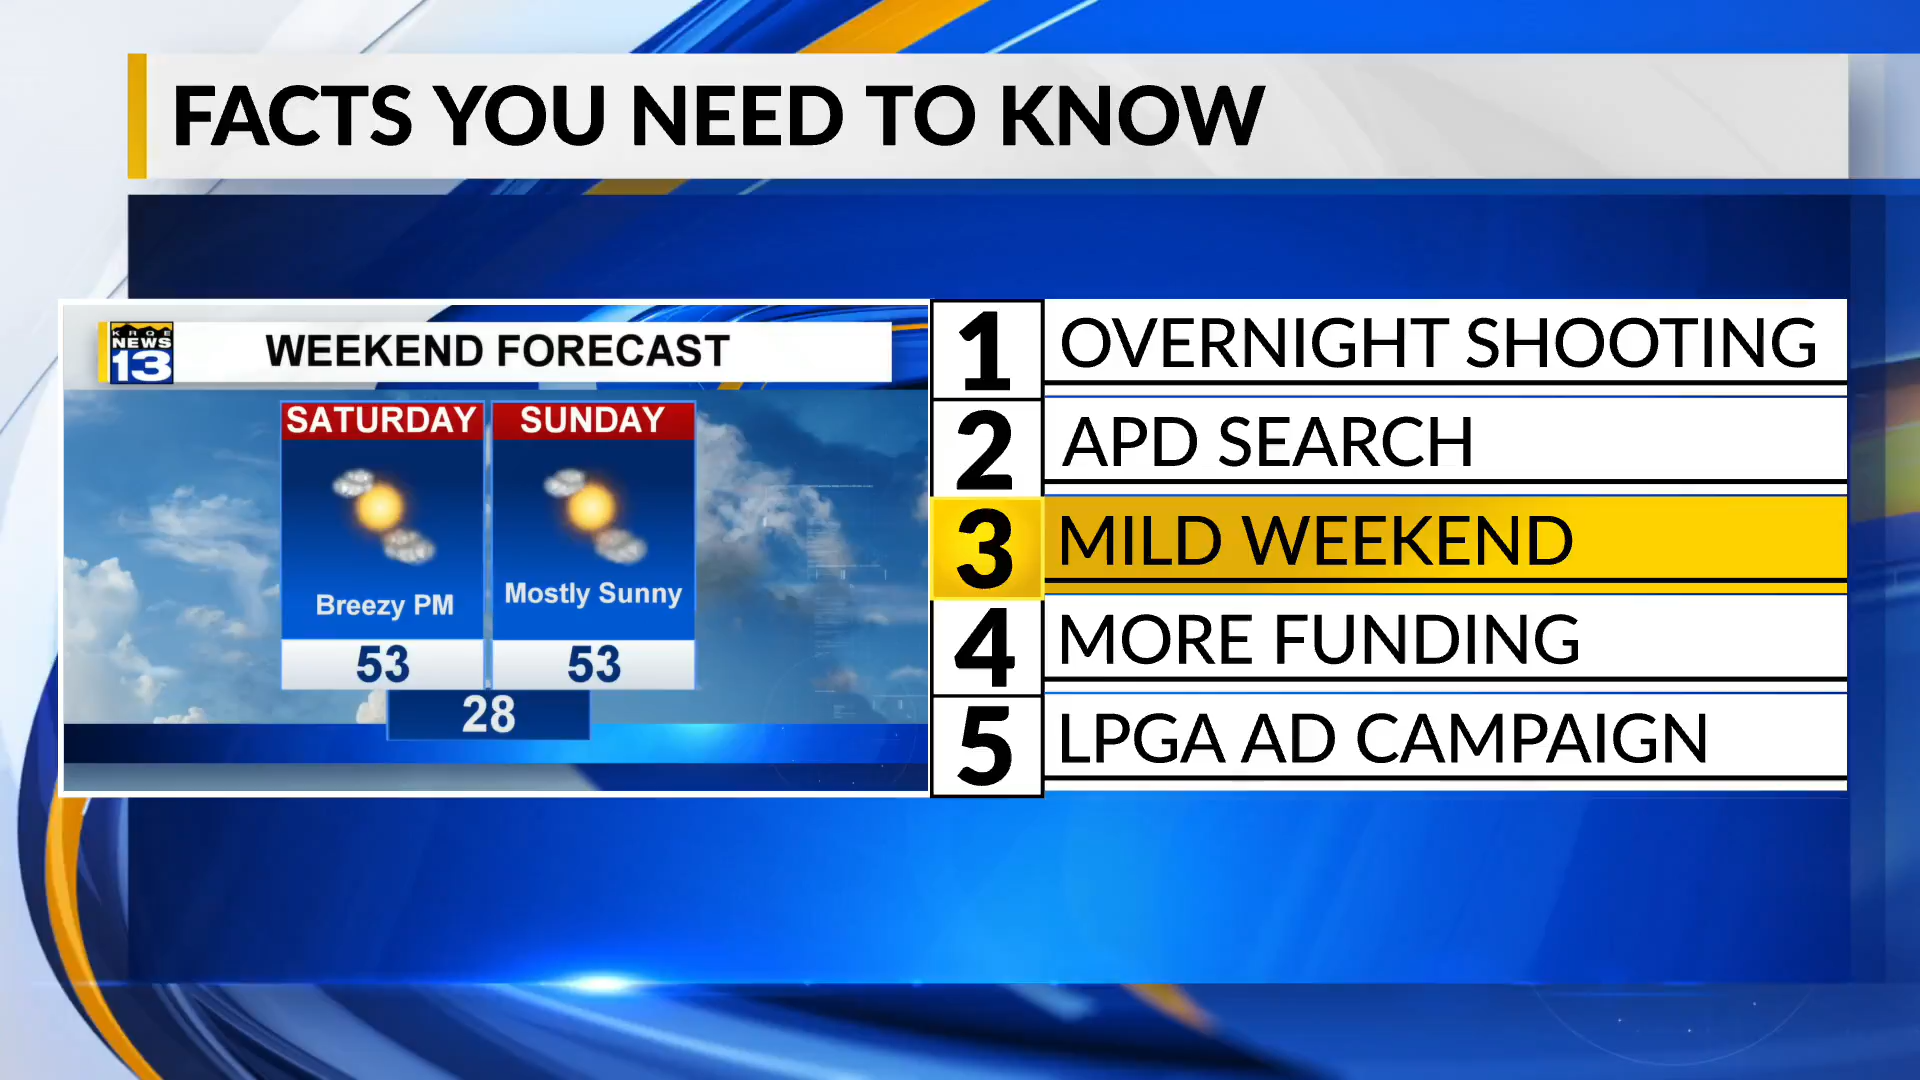 FACTS YOU NEED TO KNOW
KRQE
NEWS
13
WEEKEND FORECAST
SATURDAY
SUNDAY
Breezy PM
Mostly Sunny
53
53
28
1 OVERNIGHT SHOOTING
2 APD SEARCH
3 MILD WEEKEND
4 MORE FUNDING
5 LPGA AD CAMPAIGN